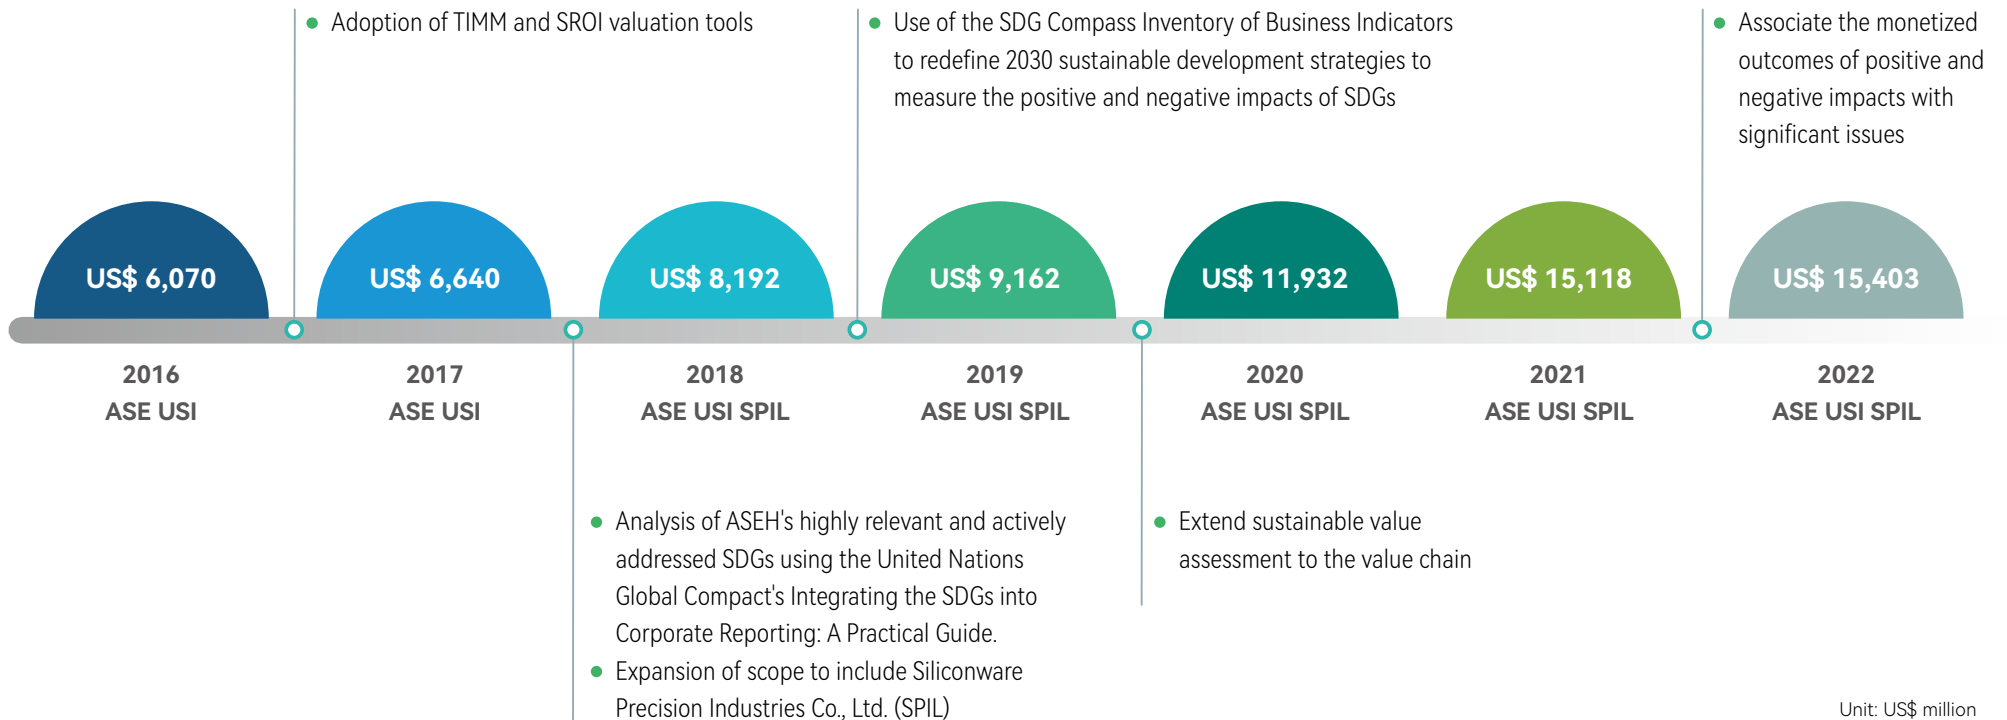 Adoption of TIMM and SROI valuation tools
Use of the SDG Compass Inventory of Business Indicators
to redefine 2030 sustainable development strategies to
measure the positive and negative impacts of SDGs
Associate the monetized
outcomes of positive and
negative impacts with
significant issues
US$ 6,070
US$ 6,640
US$ 8,192
US$ 9,162
US$ 11,932
US$ 15,118
US$ 15,403
2016
ASE USI
2017
ASE USI
2018
ASE USI SPIL
2019
ASE USI SPIL
2020
ASE USI SPIL
2021
ASE USI SPIL
2022
ASE USI SPIL
Analysis of ASEH's highly relevant and actively
addressed SDGs using the United Nations
Global Compact's Integrating the SDGs into
Corporate Reporting: A Practical Guide.
Expansion of scope to include Siliconware
Precision Industries Co., Ltd. (SPIL)
Extend sustainable value
assessment to the value chain
Unit: US$ million